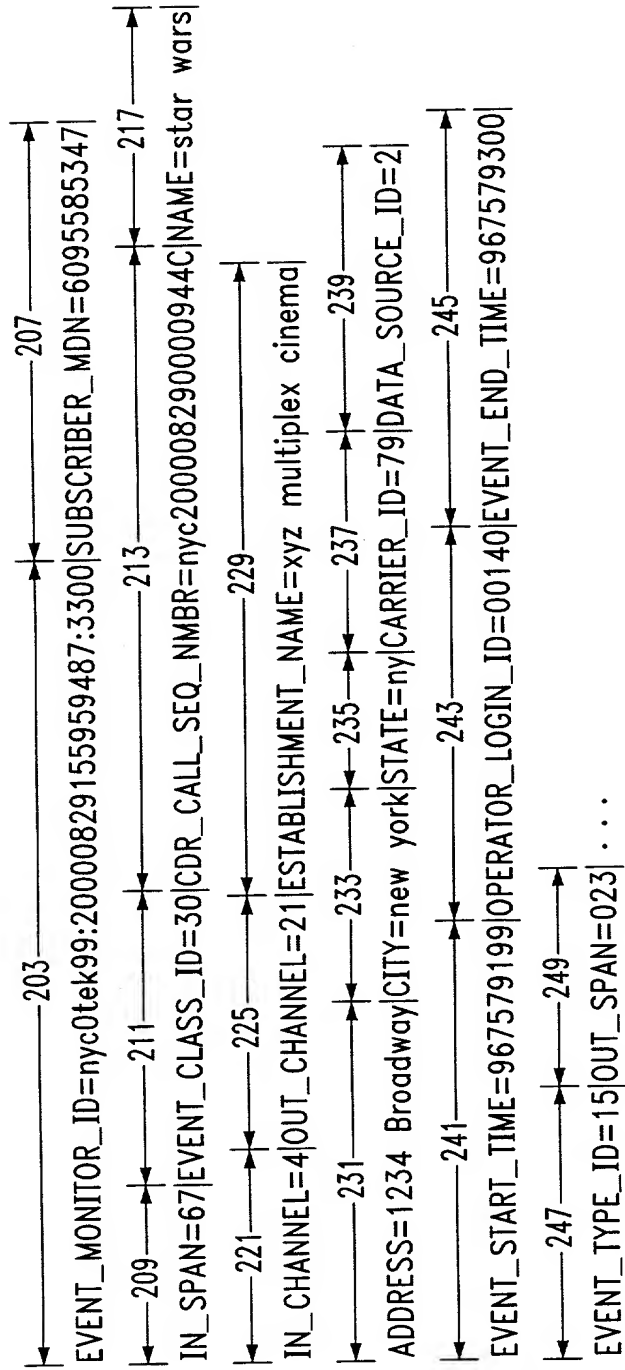 203 207
EVENT_MONITOR_ID=nyc0tek99:20000829155959487:3300|SUBSCRIBER_MDN=6095585347|
209 211 213 217
IN_SPAN=67|EVENT_CLASS_ID=30|CDR_CALL_SEQ_NMBR=nyc200008290000944C|NAME=star wars|
221 225 229
IN_CHANNEL=4|OUT_CHANNEL=21|ESTABLISHMENT_NAME=xyz multiplex cinema|
231 233 235 237 239
ADDRESS=1234 Broadway|CITY=new york|STATE=ny|CARRIER_ID=79|DATA_SOURCE_ID=2|
241 243 245
EVENT_START_TIME=967579199|OPERATOR_LOGIN_ID=00140|EVENT_END_TIME=967579300|
247 249
EVENT_TYPE_ID=15|OUT_SPAN=023| ...